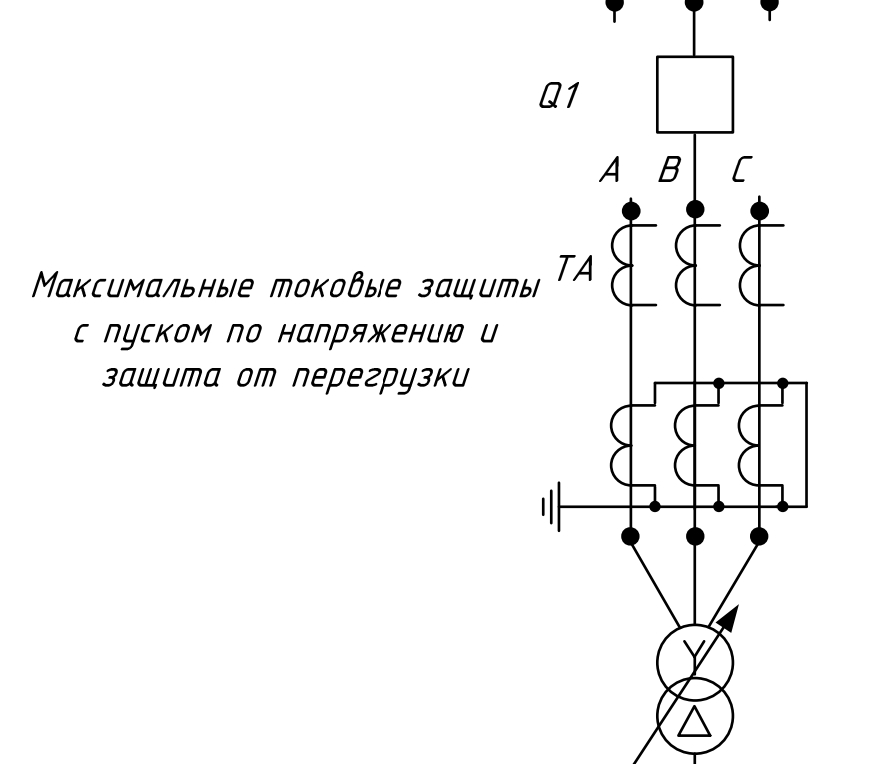 Q1
A B C
TA
Максимальные токовые защиты
с пуском по напряжению и
защита от перегрузки